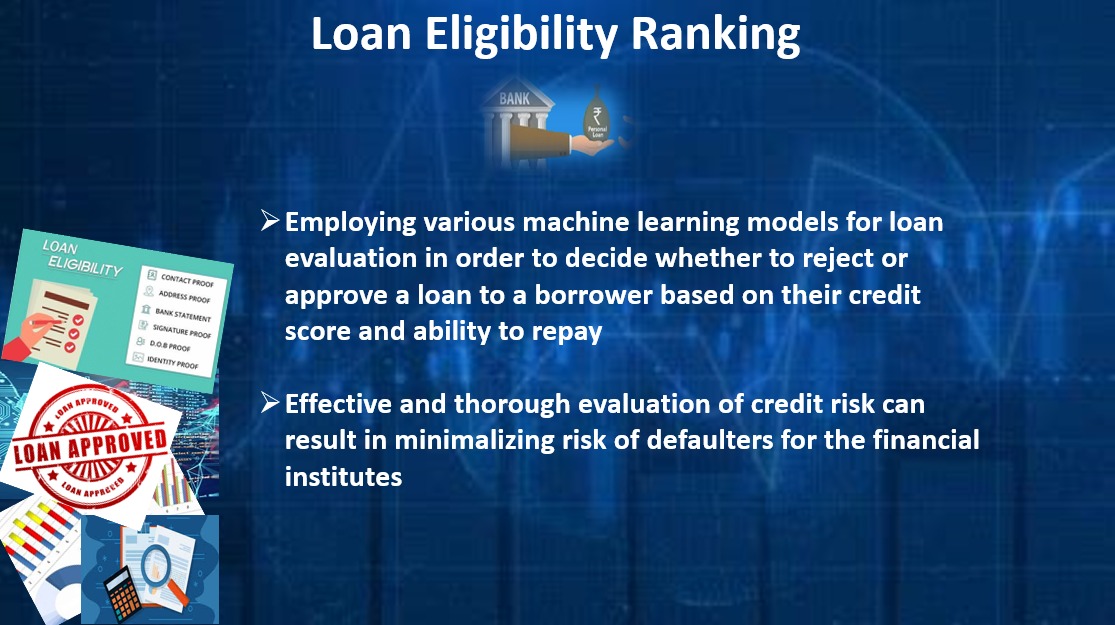 Loan Eligibility Ranking
BANK
₹
Personal
Loan
➢ Employing various machine learning models for loan
evaluation in order to decide whether to reject or
approve a loan to a borrower based on their credit
score and ability to repay
➢ Effective and thorough evaluation of credit risk can
result in minimalizing risk of defaulters for the financial
institutes
LOAN
ELIGIBILITY
CONTACT PROOF
ADDRESS PROOF
BANK STATEMENT
SIGNATURE PROOF
D.O.B PROOF
IDENTITY PROOF
LOAN APPROVED
LOAN APPROVED
LOAN APPROVED